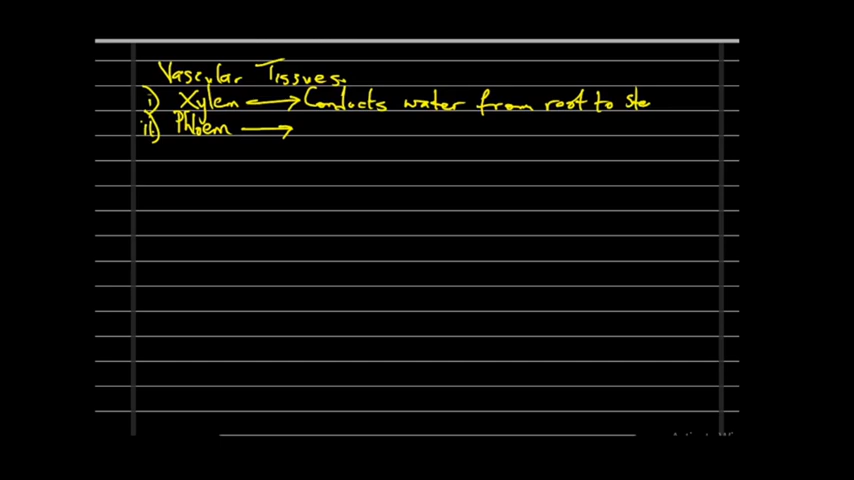 Vascular Tissues.
i) Xylem ⟷ Conducts water from root to ste
ii) Phloem ⟶